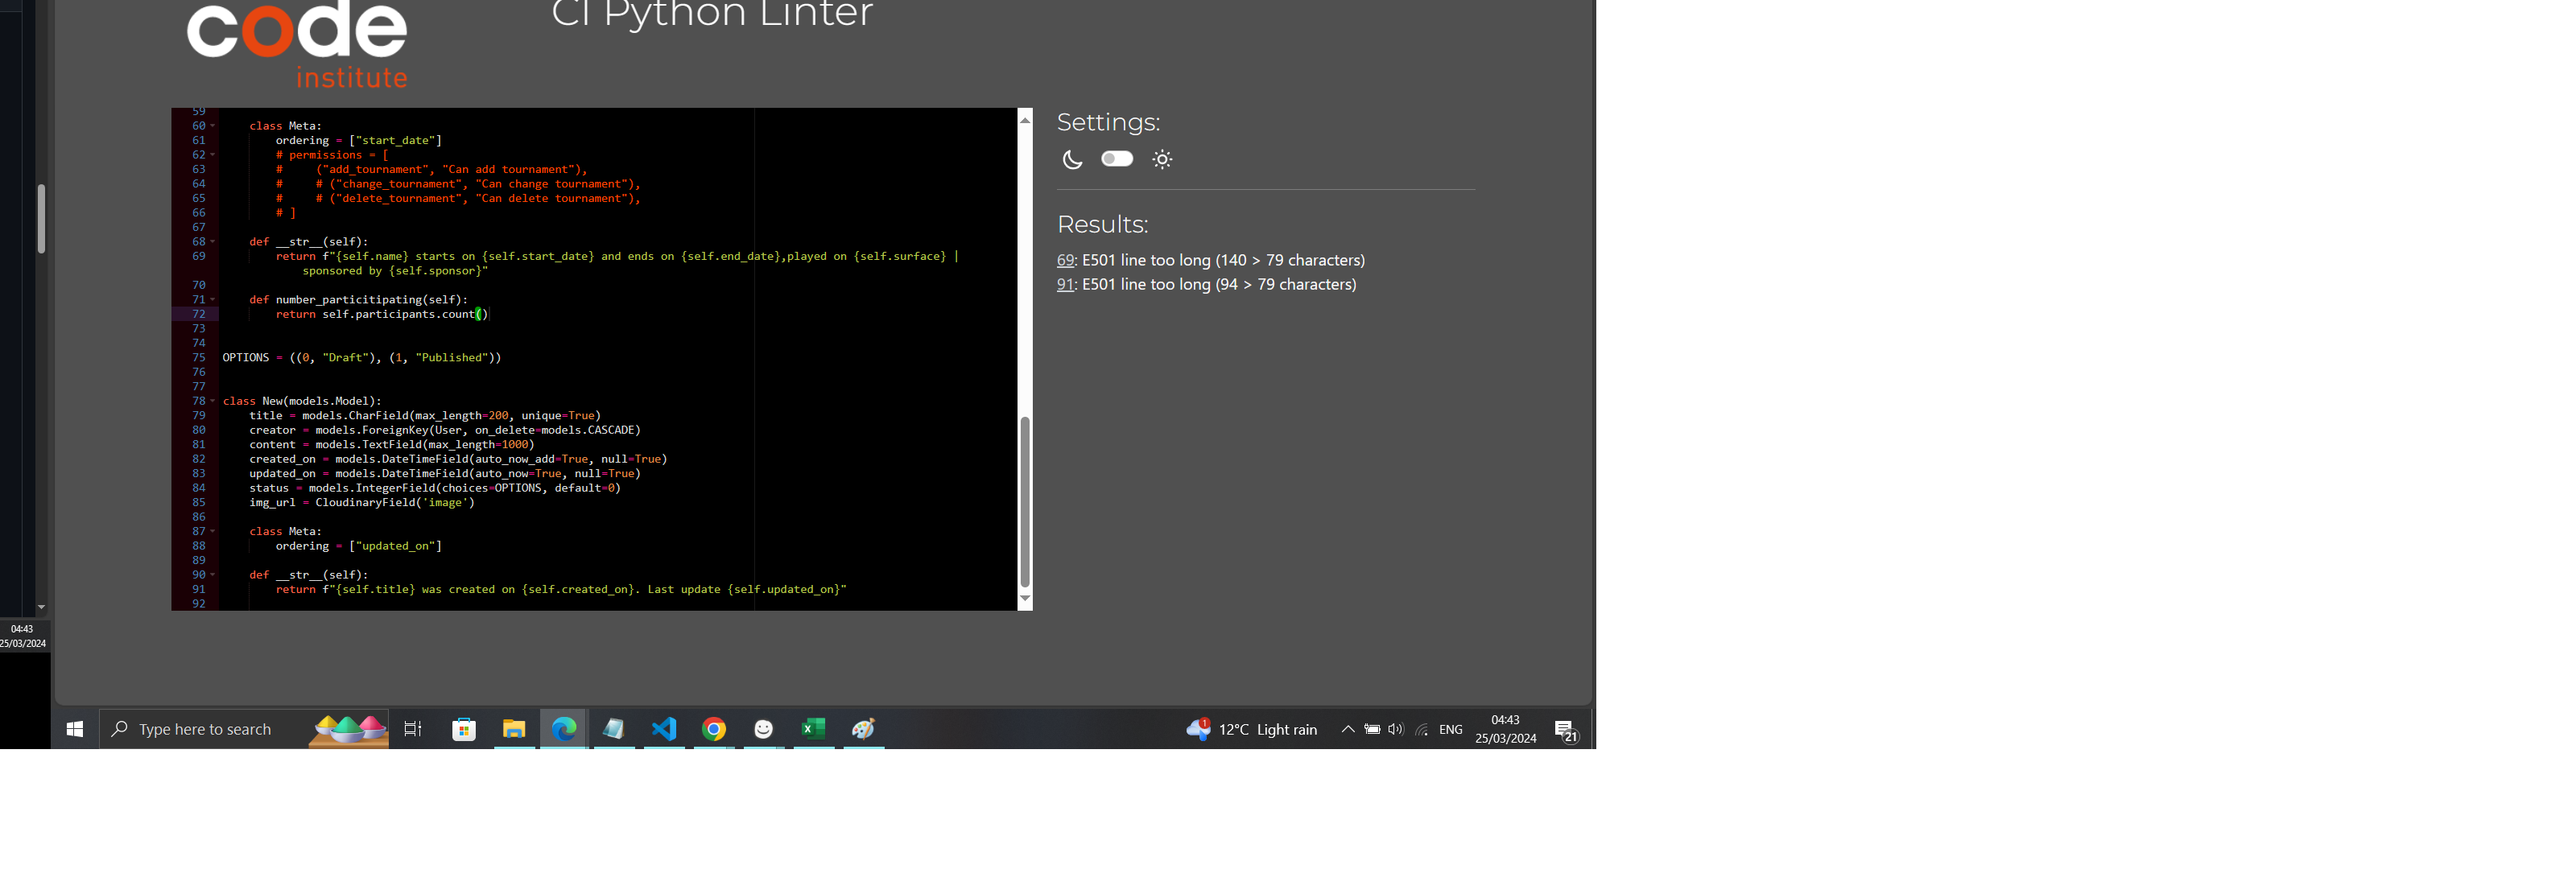 code
institute
CI Python Linter
59
60 class Meta:
61 ordering = ["start_date"]
62 # permissions = [
63 # ("add_tournament", "Can add tournament"),
64 # # ("change_tournament", "Can change tournament"),
65 # # ("delete_tournament", "Can delete tournament"),
66 # ]
67
68 def __str__(self):
69 return f"{self.name} starts on {self.start_date} and ends on {self.end_date},played on {self.surface} |
sponsored by {self.sponsor}"
70
71 def number_particitipating(self):
72 return self.participants.count()
73
74
75 OPTIONS = ((0, "Draft"), (1, "Published"))
76
77
78 class New(models.Model):
79 title = models.CharField(max_length=200, unique=True)
80 creator = models.ForeignKey(User, on_delete=models.CASCADE)
81 content = models.TextField(max_length=1000)
82 created_on = models.DateTimeField(auto_now_add=True, null=True)
83 updated_on = models.DateTimeField(auto_now=True, null=True)
84 status = models.IntegerField(choices=OPTIONS, default=0)
85 img_url = CloudinaryField('image')
86
87 class Meta:
88 ordering = ["updated_on"]
89
90 def __str__(self):
91 return f"{self.title} was created on {self.created_on}. Last update {self.updated_on}"
92
Settings:
Results:
69: E501 line too long (140 > 79 characters)
91: E501 line too long (94 > 79 characters)
04:43
25/03/2024
Type here to search
1
12°C Light rain
ENG
04:43
25/03/2024
21